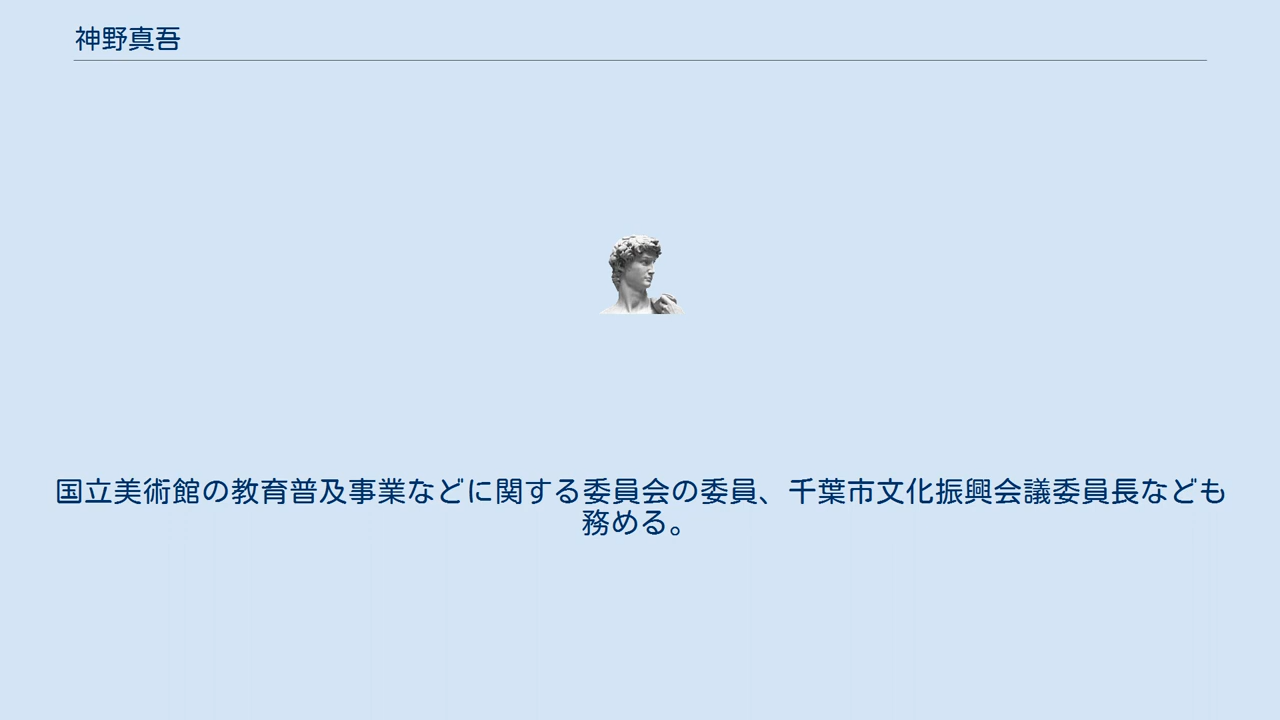 神野真吾
国立美術館の教育普及事業などに関する委員会の委員、千葉市文化振興会議委員長なども
務める。